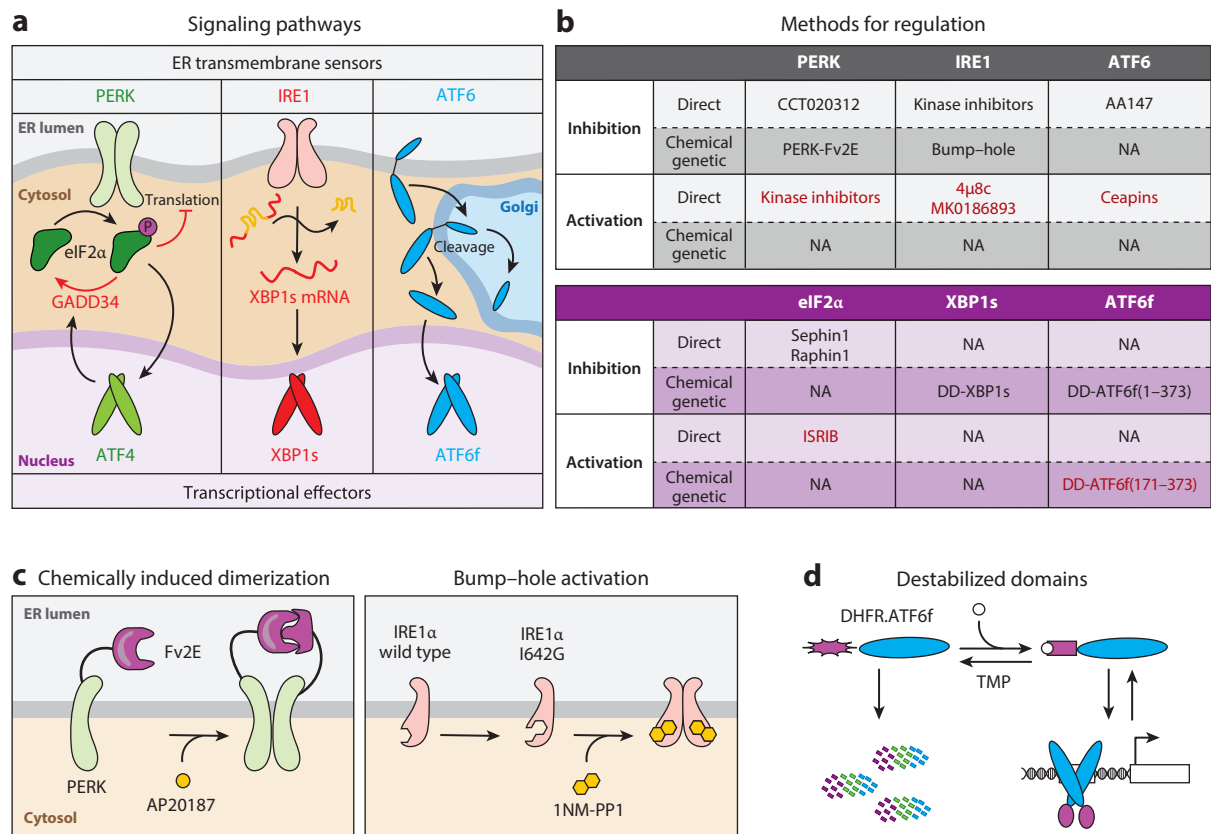 a Signaling pathways
ER transmembrane sensors
PERK IRE1 ATF6
ER lumen
Cytosol
Translation
P
eIF2α
GADD34
XBP1s mRNA
Golgi
Cleavage
Nucleus
ATF4 XBP1s ATF6f
Transcriptional effectors
b Methods for regulation
PERK IRE1 ATF6
Inhibition
Direct CCT020312 Kinase inhibitors AA147
Chemical
genetic
PERK-Fv2E Bump–hole NA
Activation
Direct Kinase inhibitors
4µ8c
MK0186893
Ceapins
Chemical
genetic
NA NA NA
eIF2α XBP1s ATF6f
Inhibition
Direct
Sephin1
Raphin1
NA NA
Chemical
genetic
NA DD-XBP1s DD-ATF6f(1–373)
Activation
Direct ISRIB NA NA
Chemical
genetic
NA NA DD-ATF6f(171–373)
c Chemically induced dimerization
ER lumen
Fv2E
PERK
AP20187
Cytosol
Bump–hole activation
IRE1α
wild type
IRE1α
I642G
1NM-PP1
d Destabilized domains
DHFR.ATF6f
TMP